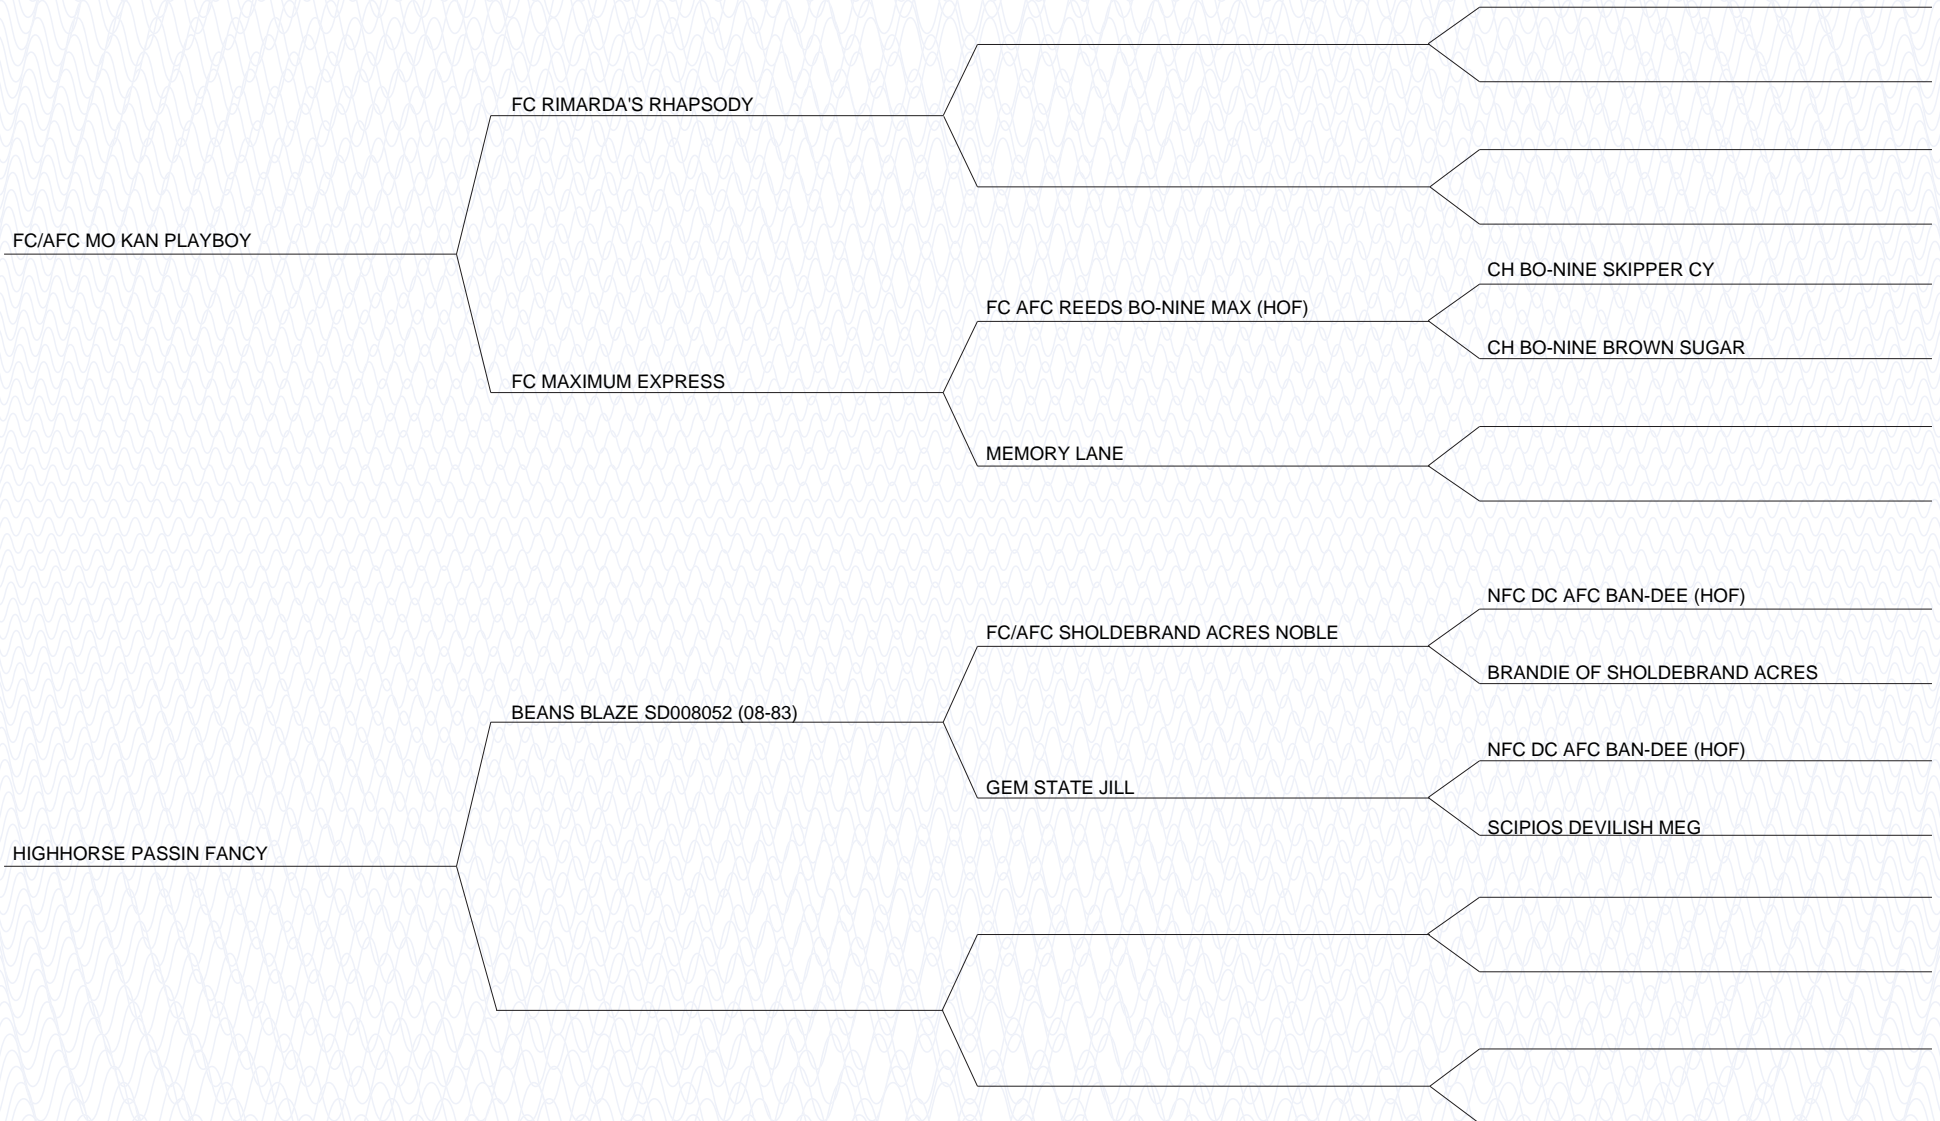 FC RIMARDA'S RHAPSODY
FC/AFC MO KAN PLAYBOY
CH BO-NINE SKIPPER CY
FC AFC REEDS BO-NINE MAX (HOF)
CH BO-NINE BROWN SUGAR
FC MAXIMUM EXPRESS
MEMORY LANE
NFC DC AFC BAN-DEE (HOF)
FC/AFC SHOLDEBRAND ACRES NOBLE
BRANDIE OF SHOLDEBRAND ACRES
BEANS BLAZE SD008052 (08-83)
NFC DC AFC BAN-DEE (HOF)
GEM STATE JILL
SCIPIOS DEVILISH MEG
HIGHHORSE PASSIN FANCY